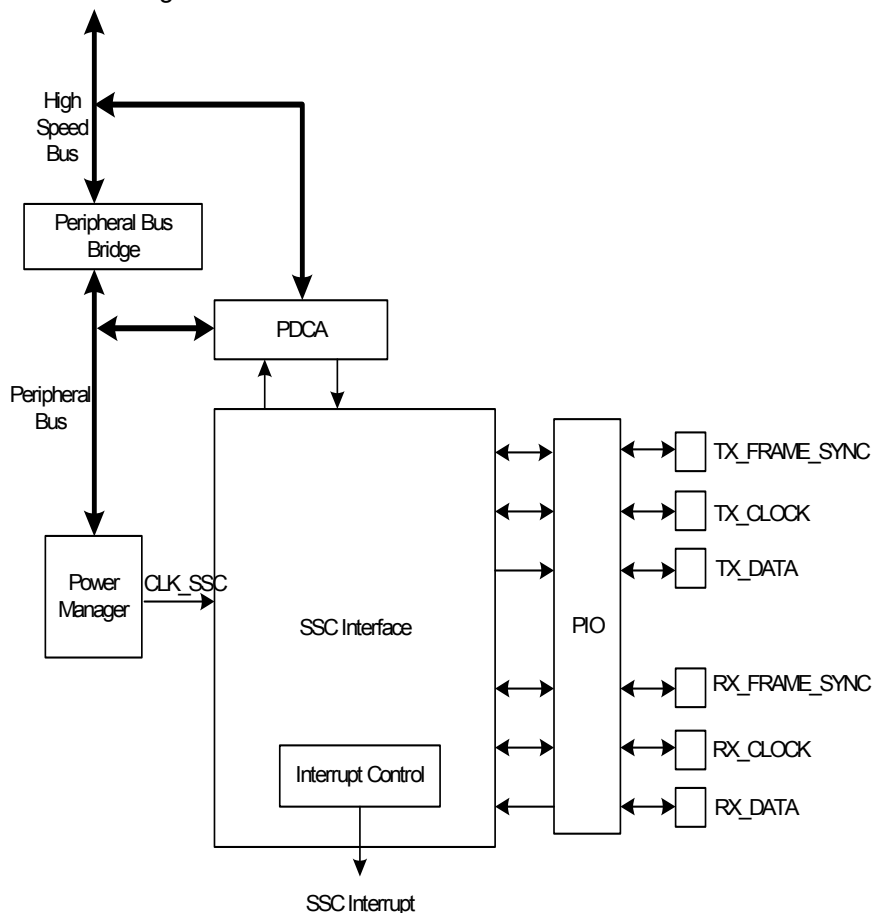 High
Speed
Bus
Peripheral Bus
Bridge
PDCA
Peripheral
Bus
Power
Manager
CLK_SSC
SSC Interface
PIO
TX_FRAME_SYNC
TX_CLOCK
TX_DATA
RX_FRAME_SYNC
RX_CLOCK
RX_DATA
Interrupt Control
SSC Interrupt